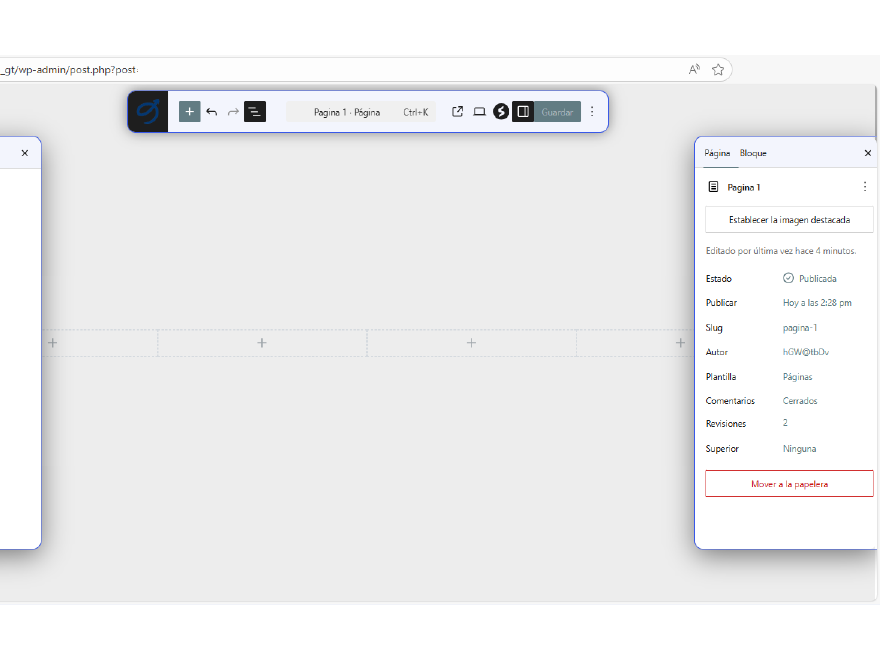 _gt/wp-admin/post.php?post=
Pagina 1 · Página Ctrl+K
Guardar
Página Bloque
Pagina 1
Establecer la imagen destacada
Editado por última vez hace 4 minutos.
Estado Publicada
Publicar Hoy a las 2:28 pm
Slug pagina-1
Autor hGW@tbDv
Plantilla Páginas
Comentarios Cerrados
Revisiones 2
Superior Ninguna
Mover a la papelera